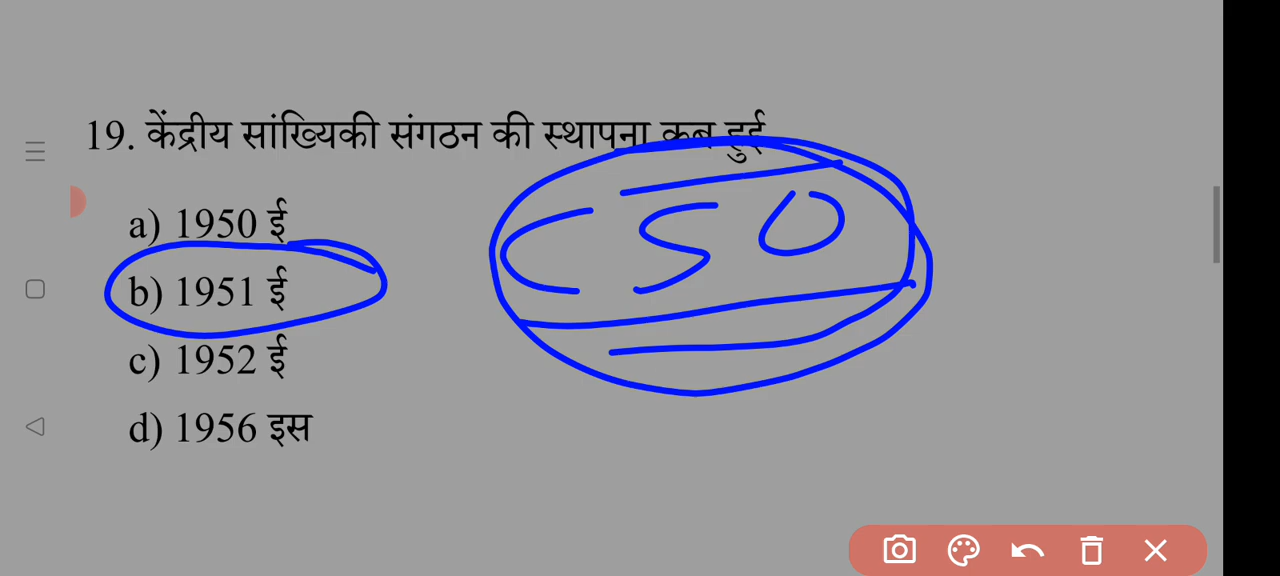 19. केंद्रीय सांख्यिकी संगठन की स्थापना कब हुई
a) 1950 ई
b) 1951 ई
CSO
c) 1952 ई
d) 1956 इस